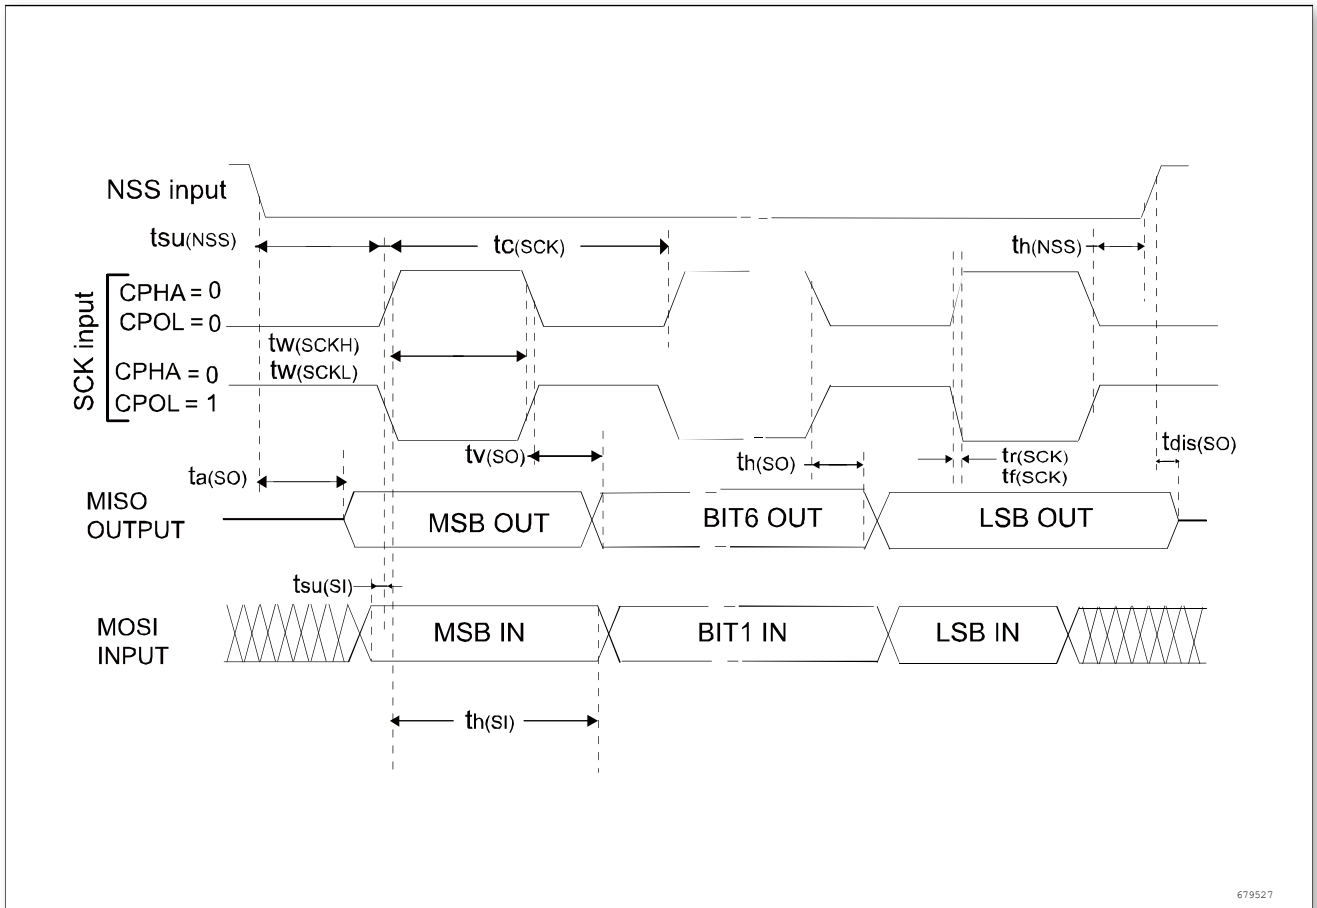 NSS input
tsu(NSS)
tc(SCK)
th(NSS)
SCK input
CPHA = 0
CPOL = 0
tw(SCKH)
tw(SCKL)
CPHA = 0
CPOL = 1
tv(SO)
th(SO)
tr(SCK)
tf(SCK)
tdis(SO)
ta(SO)
MISO
OUTPUT
MSB OUT
BIT6 OUT
LSB OUT
tsu(SI)
MOSI
INPUT
MSB IN
BIT1 IN
LSB IN
th(SI)
679527